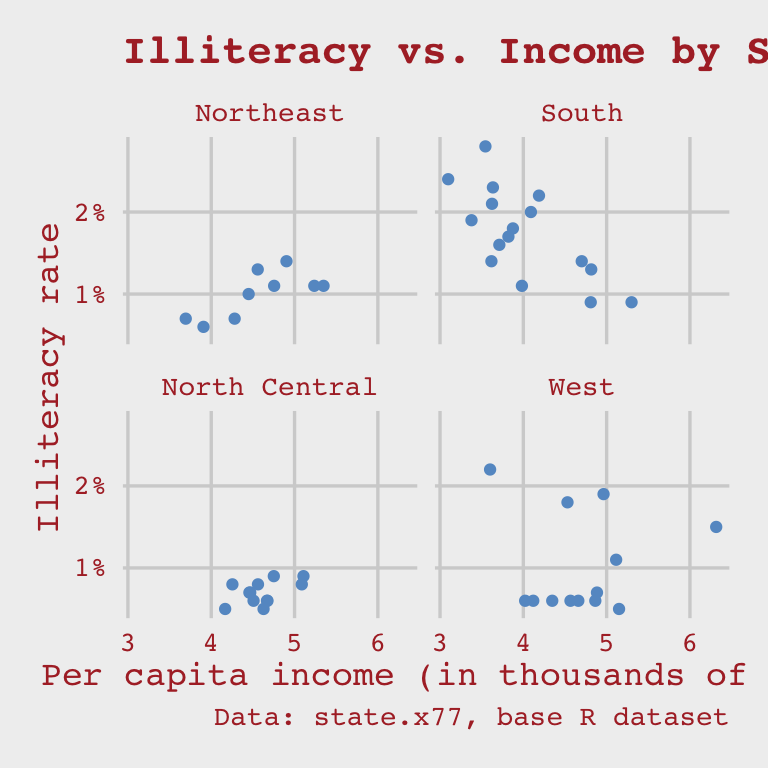 Illiteracy vs. Income by S
Northeast
South
2%
1%
North Central
West
2%
1%
3 4 5 6
3 4 5 6
Illiteracy rate
Per capita income (in thousands of
Data: state.x77, base R dataset